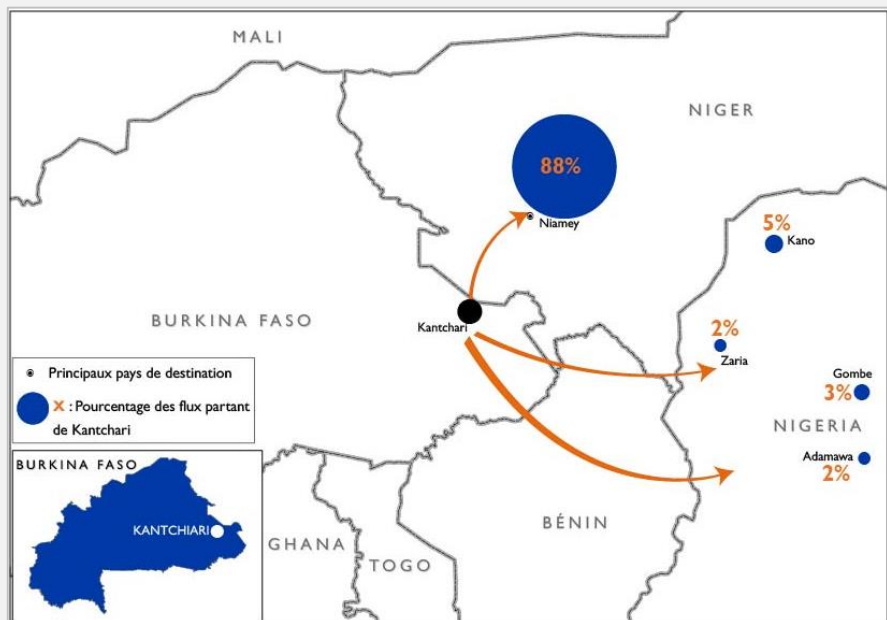 MALI
NIGER
88%
Niamey
5%
Kano
Kantchari
BURKINA FASO
2%
Zaria
Gombe
3%
NIGERIA
Adamawa
2%
BÉNIN
GHANA
TOGO
Principaux pays de destination
X : Pourcentage des flux partant
de Kantchari
BURKINA FASO
KANTCHIARI